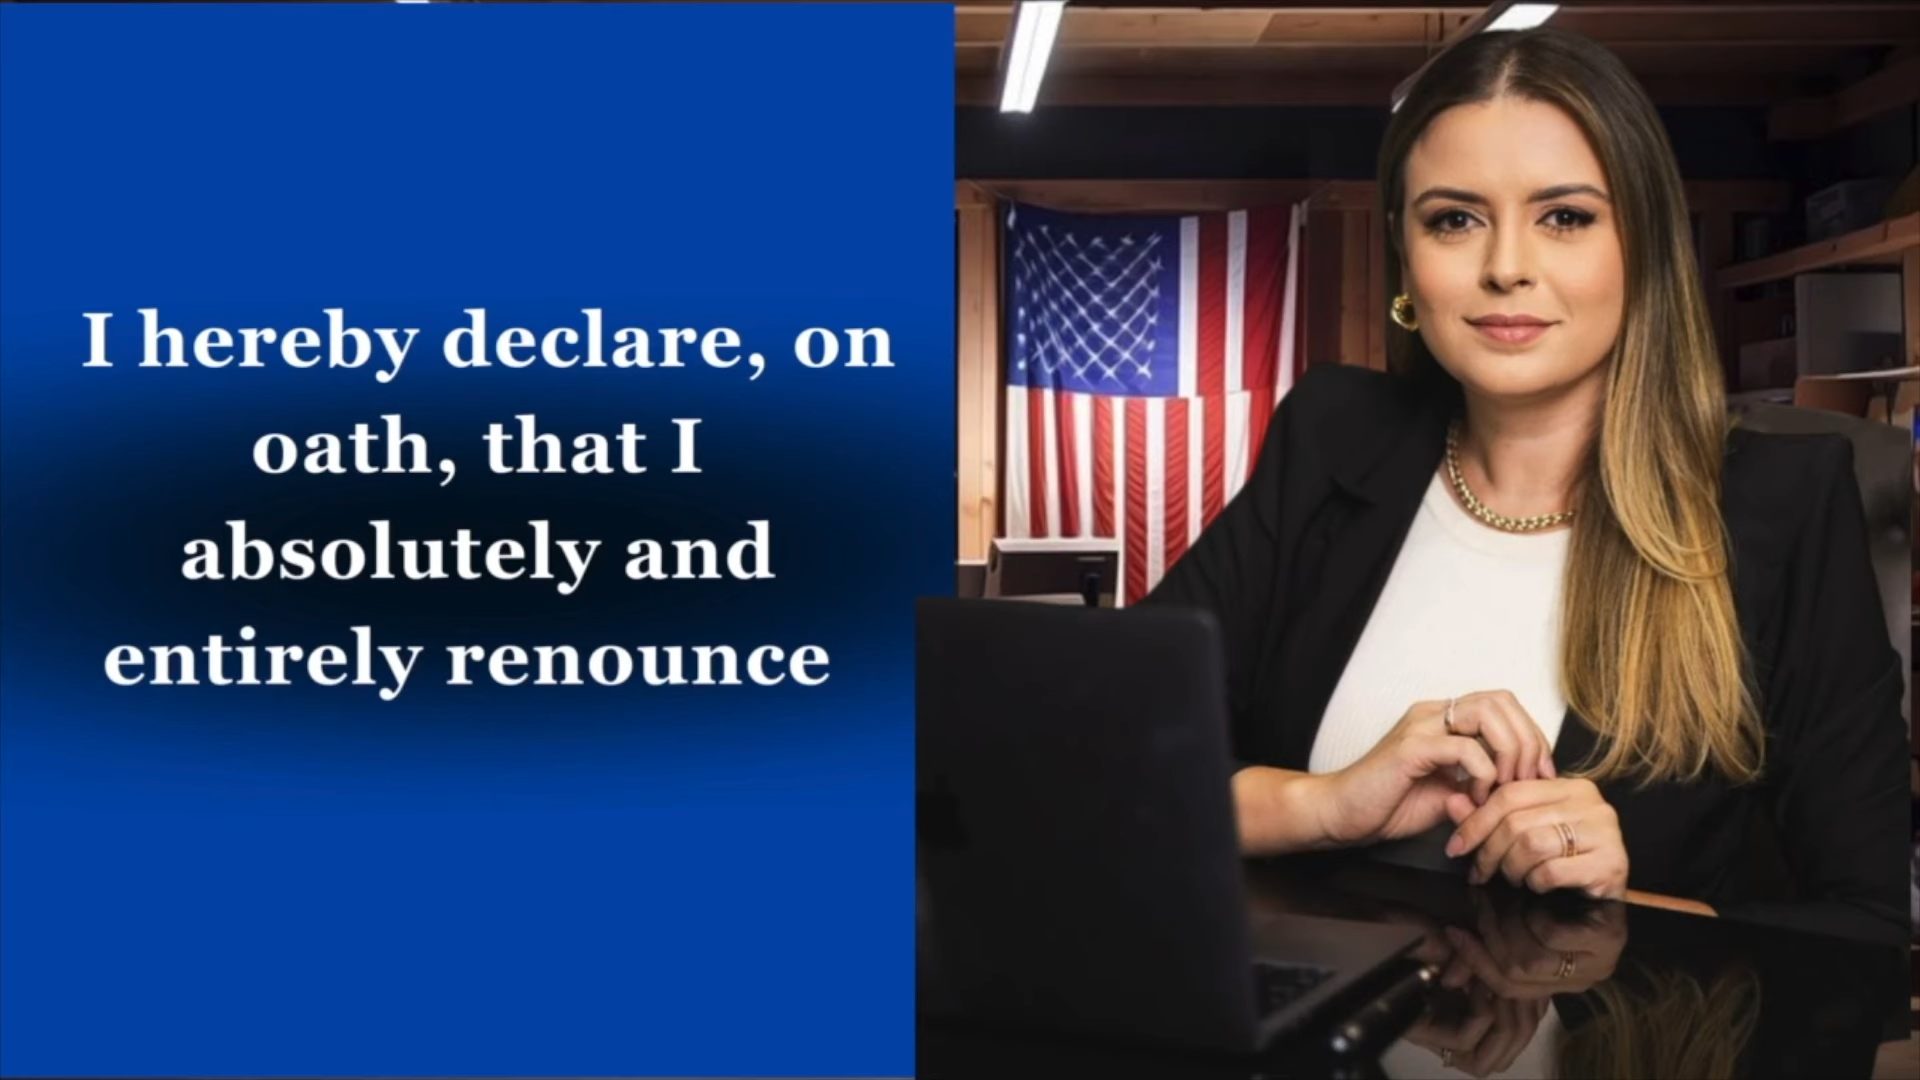 I hereby declare, on
oath, that I
absolutely and
entirely renounce